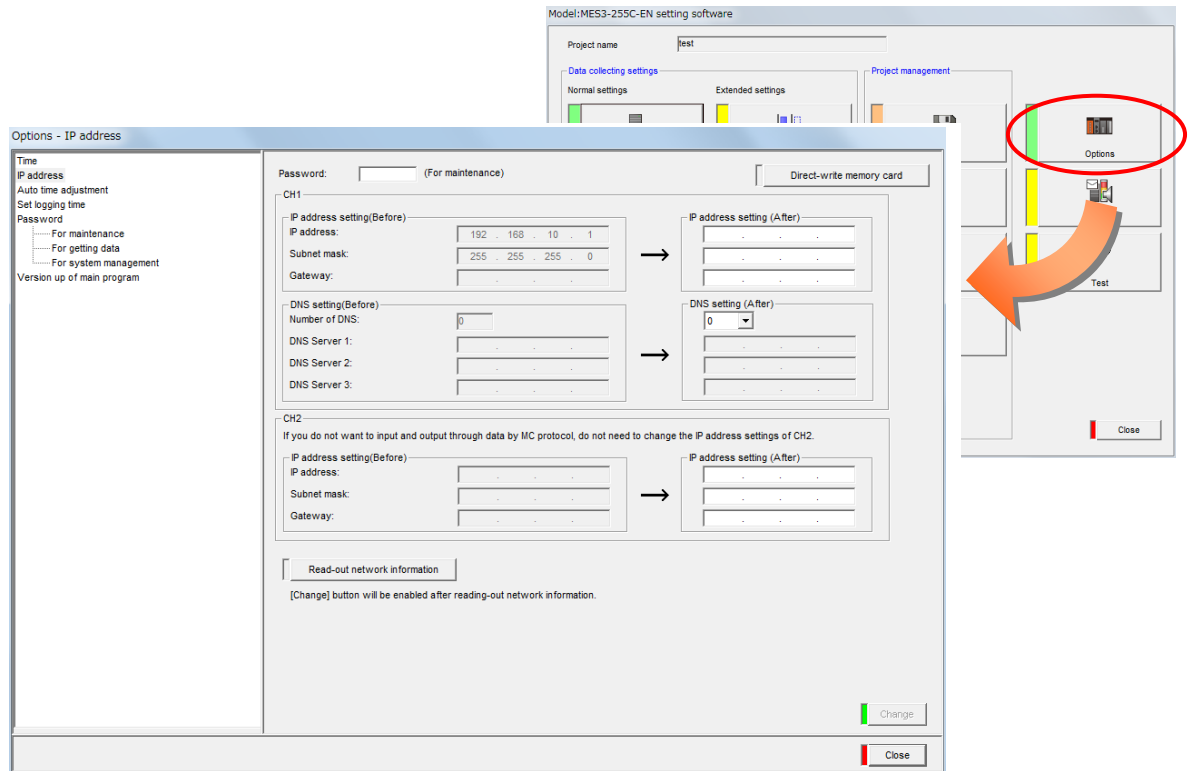 Model:MES3-255C-EN setting software
Project name
test
Data collecting settings
Project management
Normal settings
Extended settings
Options
Test
Close
Options - IP address
Time
IP address
Auto time adjustment
Set logging time
Password
For maintenance
For getting data
For system management
Version up of main program
Password:
(For maintenance)
Direct-write memory card
CH1
IP address setting(Before)
IP address setting (After)
IP address:
192 . 168 . 10 . 1
. . .
Subnet mask:
255 . 255 . 255 . 0
. . .
Gateway:
. . .
. . .
DNS setting(Before)
DNS setting (After)
Number of DNS:
0
0
DNS Server 1:
. . .
. . .
DNS Server 2:
. . .
. . .
DNS Server 3:
. . .
. . .
CH2
If you do not want to input and output through data by MC protocol, do not need to change the IP address settings of CH2.
IP address setting(Before)
IP address setting (After)
IP address:
. . .
. . .
Subnet mask:
. . .
. . .
Gateway:
. . .
. . .
Read-out network information
[Change] button will be enabled after reading-out network information.
Change
Close